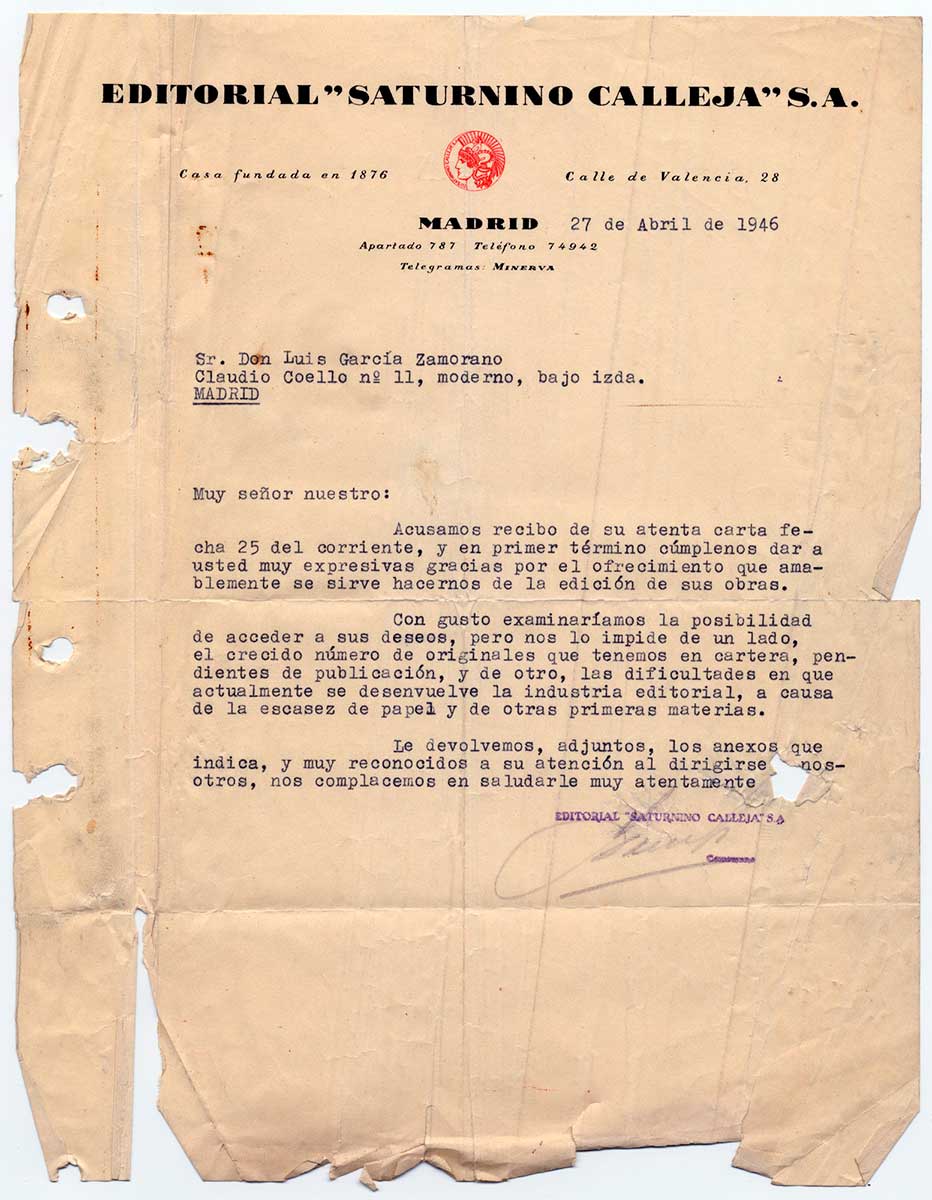 EDITORIAL "SATURNINO CALLEJA" S.A.
Casa fundada en 1876
Calle de Valencia, 28
MADRID 27 de Abril de 1946
Apartado 787 Teléfono 74942
Telegramas: MINERVA
Sr. Don Luis García Zamorano
Claudio Coello nº 11, moderno, bajo izda.
MADRID
Muy señor nuestro:
Acusamos recibo de su atenta carta fe-
cha 25 del corriente, y en primer término cúmplenos dar a
usted muy expresivas gracias por el ofrecimiento que ama-
blemente se sirve hacernos de la edición de sus obras.
Con gusto examinaríamos la posibilidad
de acceder a sus deseos, pero nos lo impide de un lado,
el crecido número de originales que tenemos en cartera, pen-
dientes de publicación, y de otro, las dificultades en que
actualmente se desenvuelve la industria editorial, a causa
de la escasez de papel y de otras primeras materias.
Le devolvemos, adjuntos, los anexos que
indica, y muy reconocidos a su atención al dirigirse nos-
otros, nos complacemos en saludarle muy atentamente
EDITORIAL "SATURNINO CALLEJA" S.A